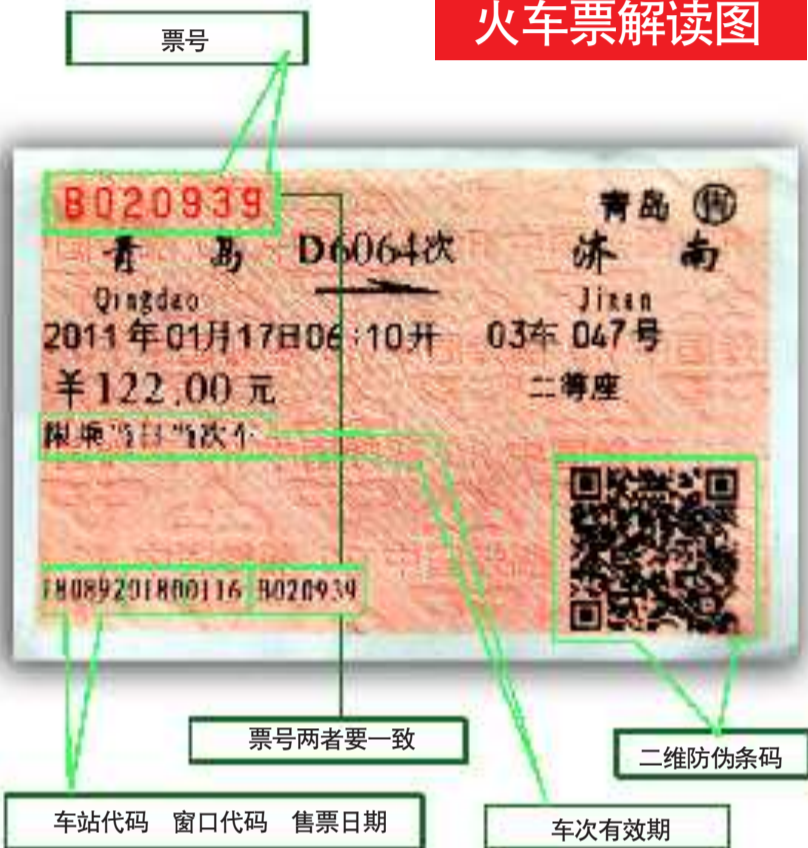 火车票解读图
票号
B020939
青岛 售
青岛 D6064次 济南
Qingdao Jinan
2011年01月17日06:10开 03车 047号
¥122.00元 二等座
限乘当日当次车
18089201800116 B020939
票号两者要一致
二维防伪条码
车站代码 窗口代码 售票日期
车次有效期